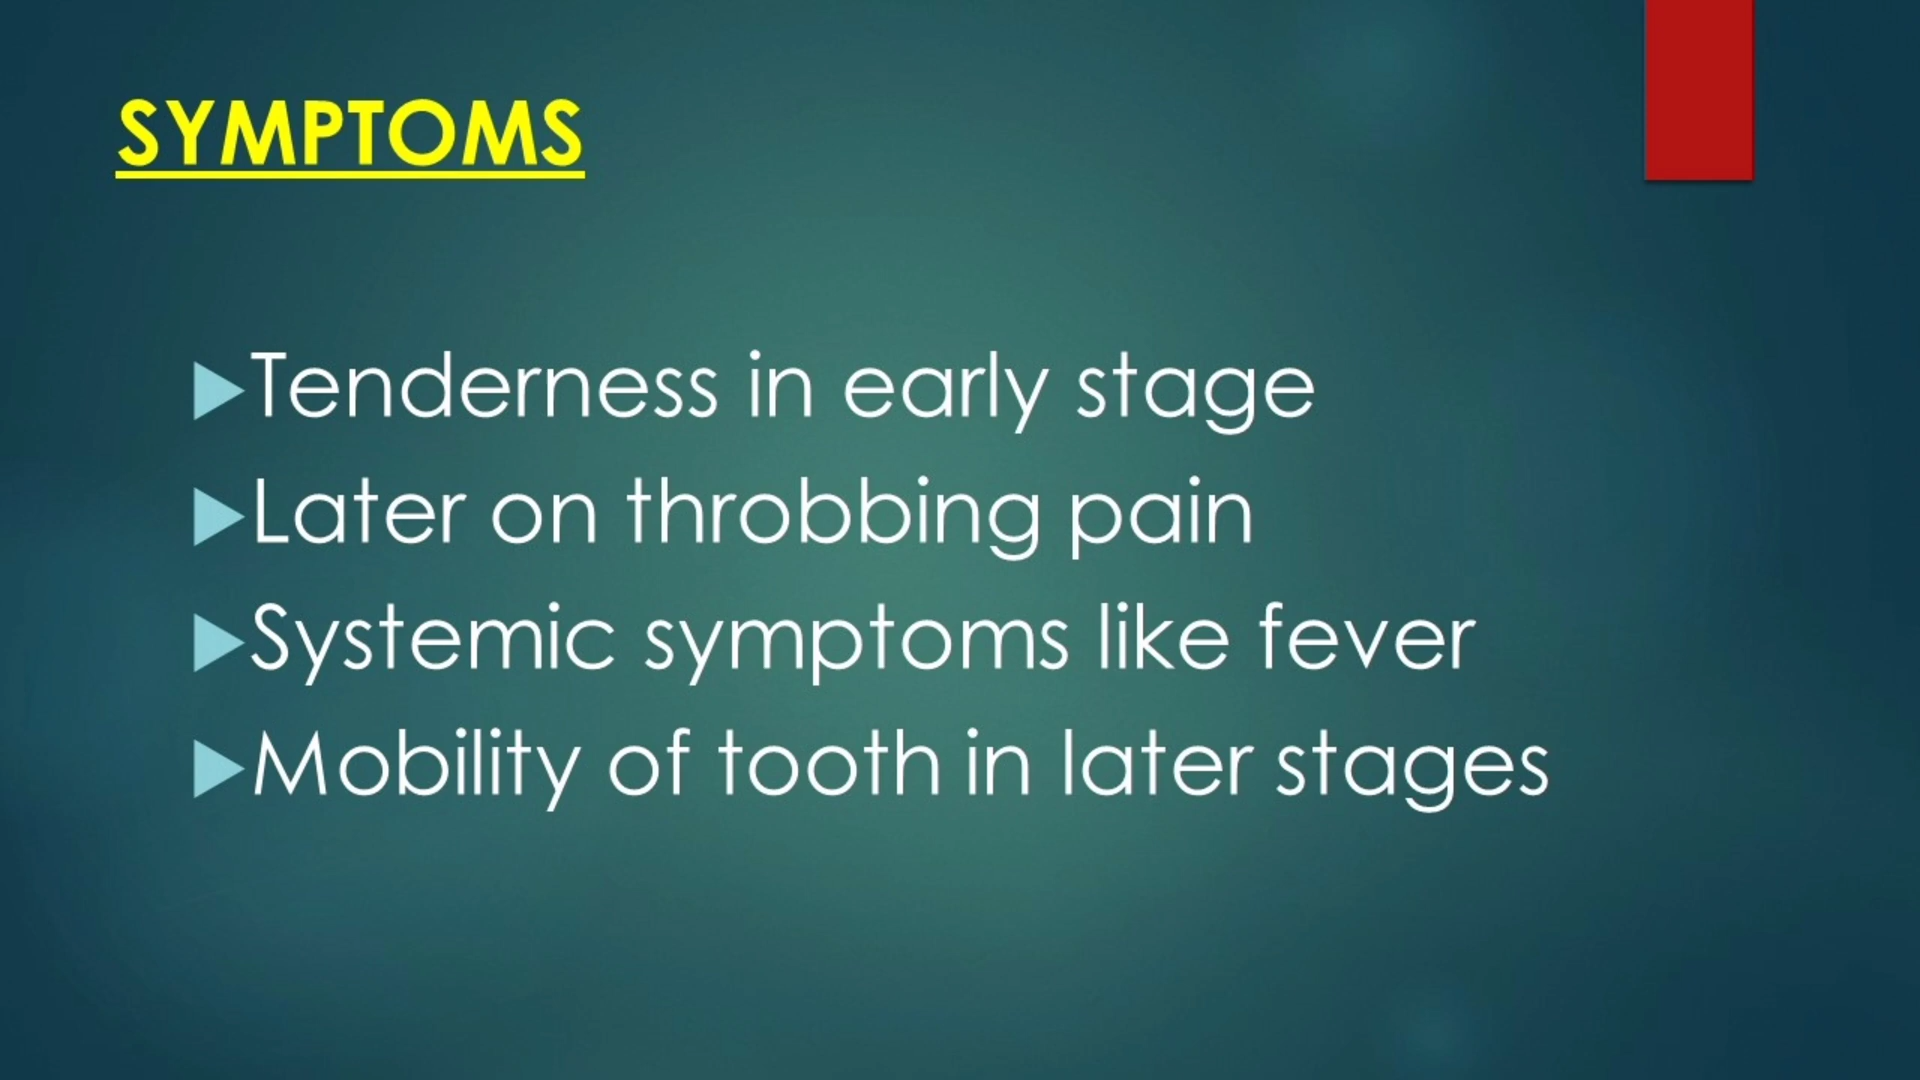 SYMPTOMS
Tenderness in early stage
Later on throbbing pain
Systemic symptoms like fever
Mobility of tooth in later stages